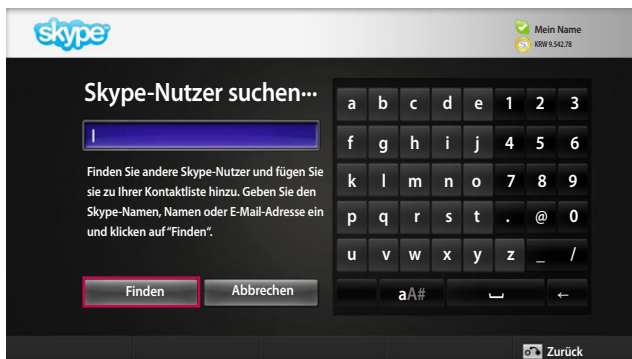 skype
Mein Name
KRW 9.542.78
Skype-Nutzer suchen...
Finden Sie andere Skype-Nutzer und fügen Sie
sie zu Ihrer Kontaktliste hinzu. Geben Sie den
Skype-Namen, Namen oder E-Mail-Adresse ein
und klicken auf "Finden".
Finden Abbrechen
a b c d e 1 2 3
f g h i j 4 5 6
k l m n o 7 8 9
p q r s t . @ 0
u v w x y z _ /
aA# ⌴ ←
Zurück